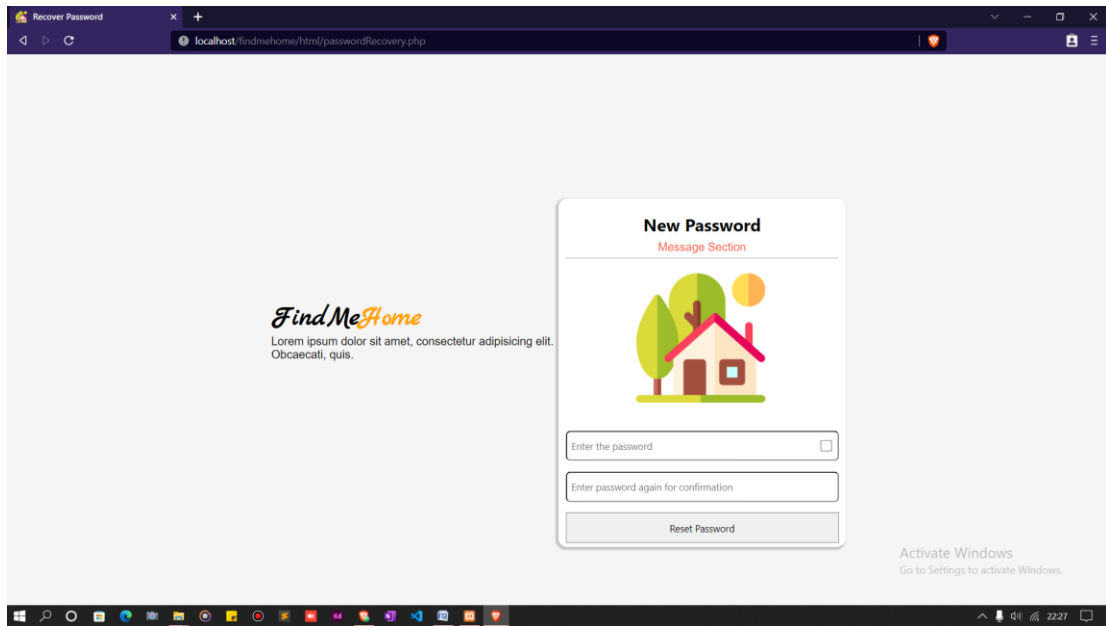 Recover Password
localhost/findmehome/html/passwordRecovery.php
New Password
Message Section
FindMeHome
Lorem ipsum dolor sit amet, consectetur adipisicing elit.
Obcaecati, quis.
Enter the password
Enter password again for confirmation
Reset Password
Activate Windows
Go to Settings to activate Windows.
Xd
22:27